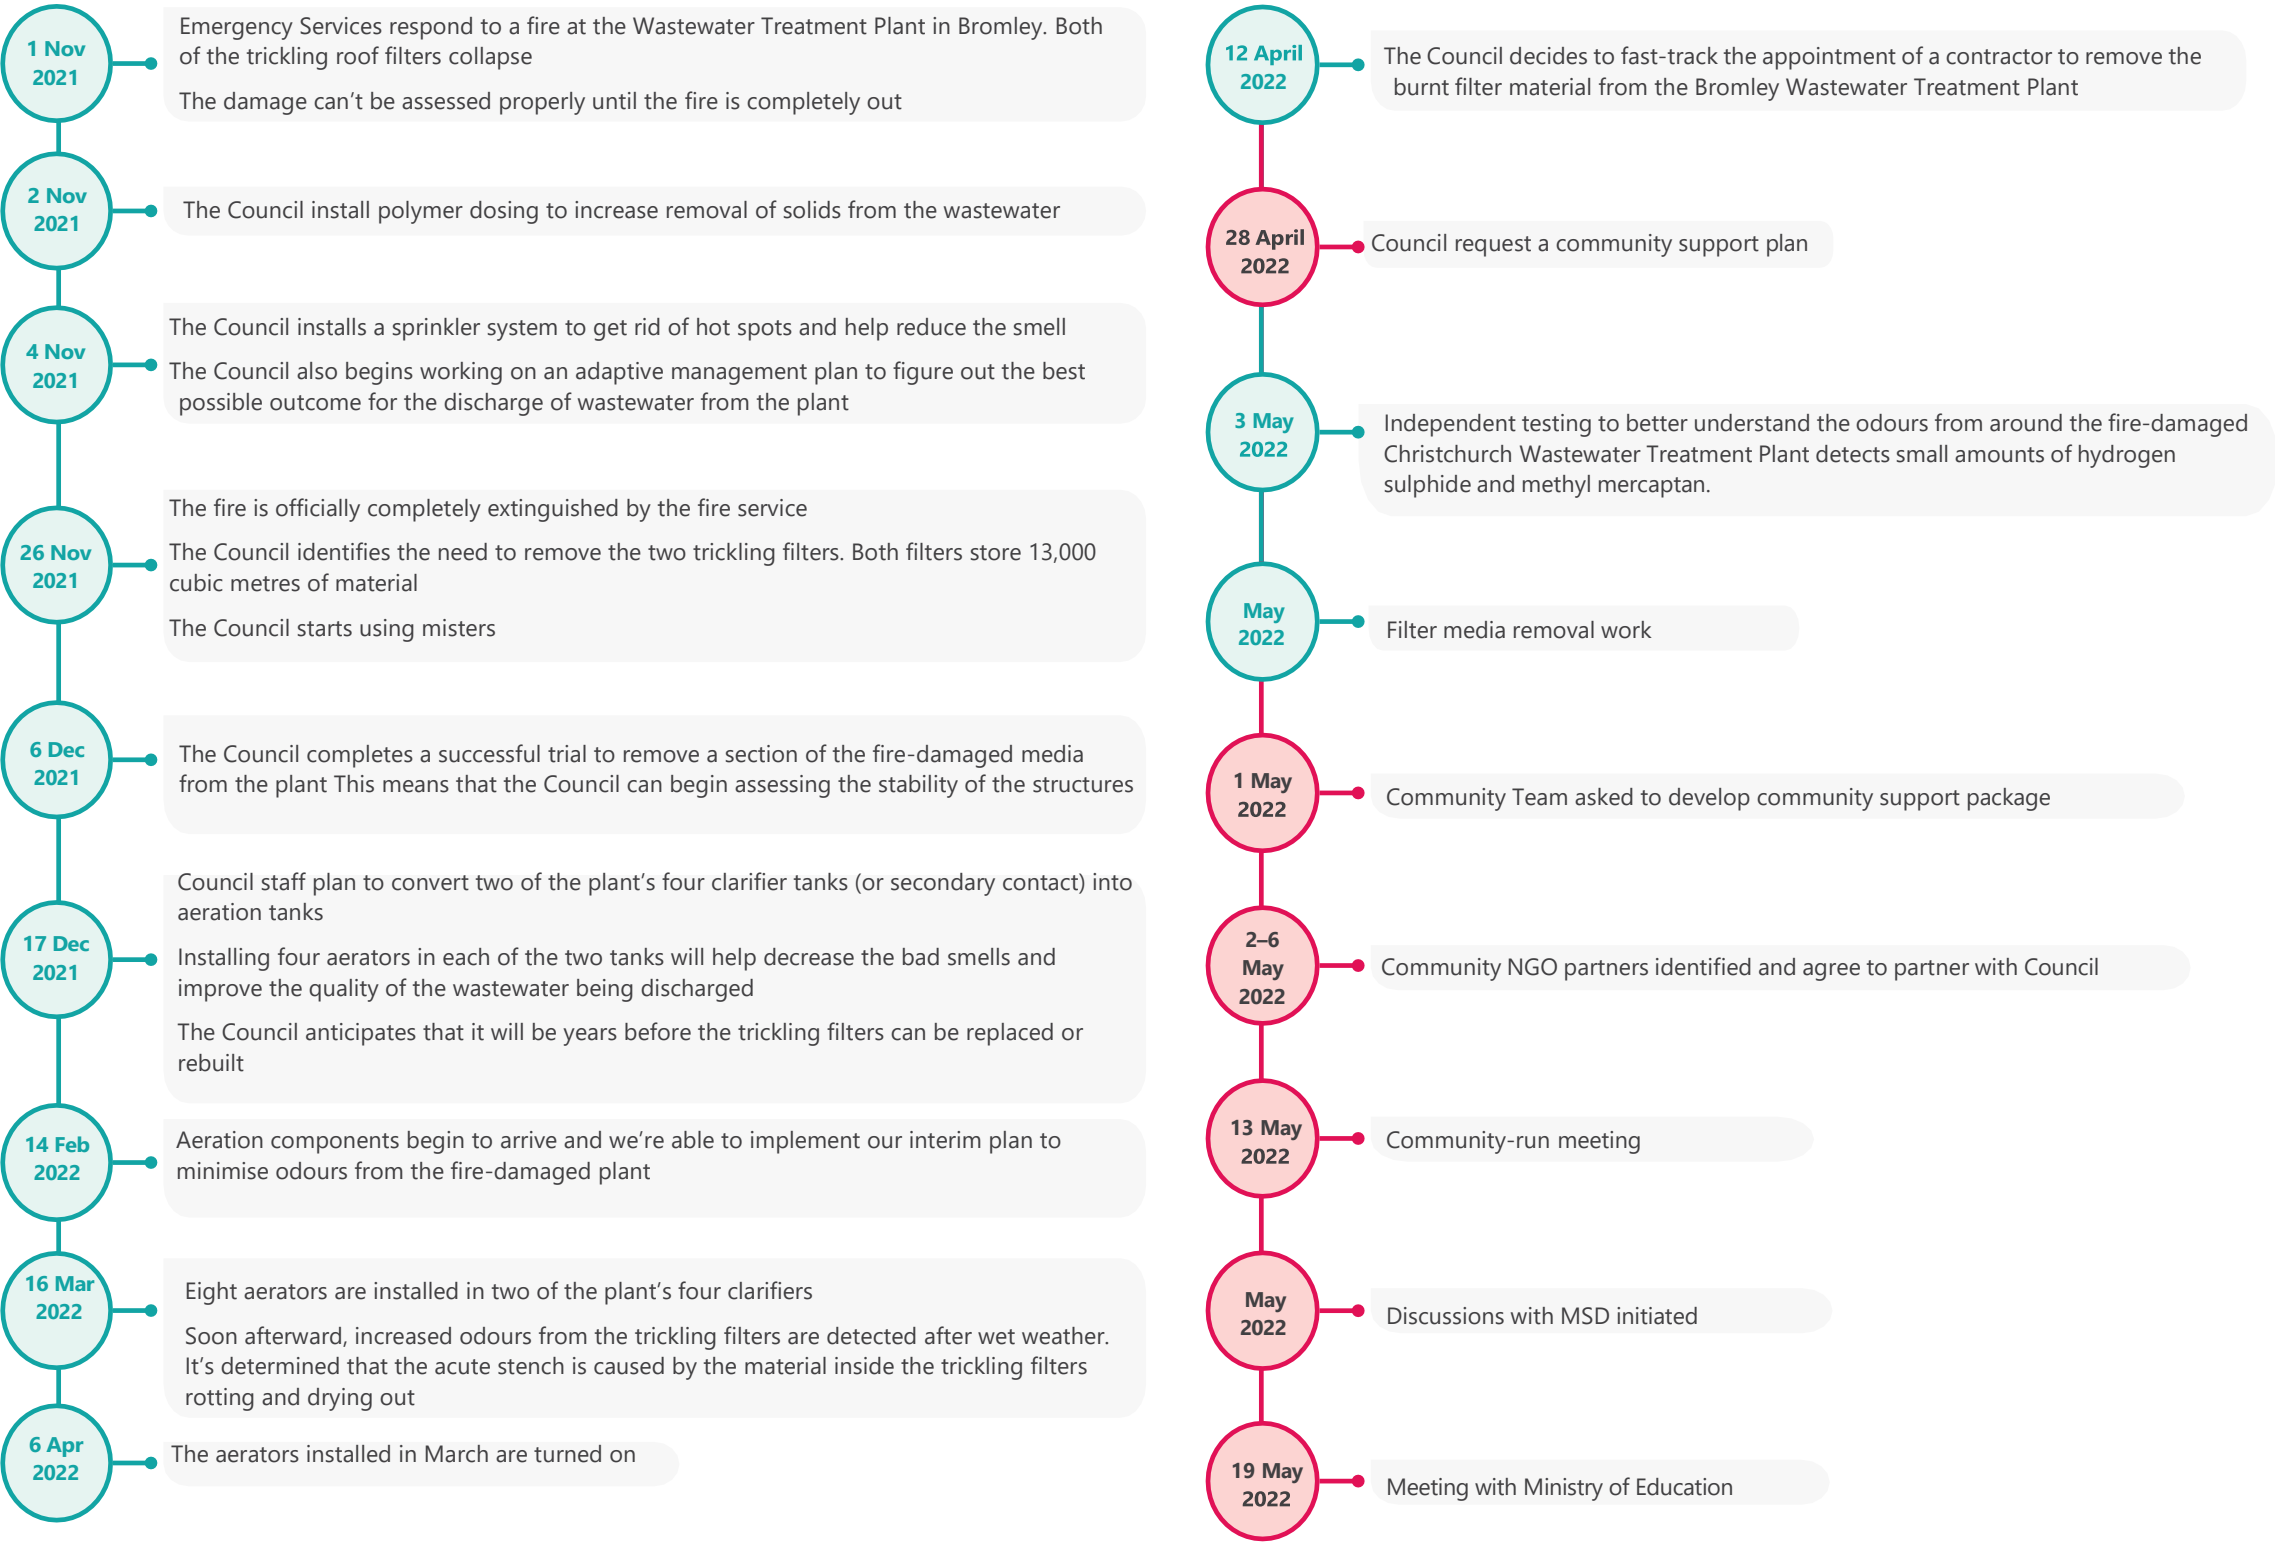 1 Nov
2021
Emergency Services respond to a fire at the Wastewater Treatment Plant in Bromley. Both
of the trickling roof filters collapse
The damage can’t be assessed properly until the fire is completely out
2 Nov
2021
The Council install polymer dosing to increase removal of solids from the wastewater
4 Nov
2021
The Council installs a sprinkler system to get rid of hot spots and help reduce the smell
The Council also begins working on an adaptive management plan to figure out the best
possible outcome for the discharge of wastewater from the plant
26 Nov
2021
The fire is officially completely extinguished by the fire service
The Council identifies the need to remove the two trickling filters. Both filters store 13,000
cubic metres of material
The Council starts using misters
6 Dec
2021
The Council completes a successful trial to remove a section of the fire-damaged media
from the plant This means that the Council can begin assessing the stability of the structures
17 Dec
2021
Council staff plan to convert two of the plant’s four clarifier tanks (or secondary contact) into
aeration tanks
Installing four aerators in each of the two tanks will help decrease the bad smells and
improve the quality of the wastewater being discharged
The Council anticipates that it will be years before the trickling filters can be replaced or
rebuilt
14 Feb
2022
Aeration components begin to arrive and we’re able to implement our interim plan to
minimise odours from the fire-damaged plant
16 Mar
2022
Eight aerators are installed in two of the plant’s four clarifiers
Soon afterward, increased odours from the trickling filters are detected after wet weather.
It’s determined that the acute stench is caused by the material inside the trickling filters
rotting and drying out
6 Apr
2022
The aerators installed in March are turned on
12 April
2022
The Council decides to fast-track the appointment of a contractor to remove the
burnt filter material from the Bromley Wastewater Treatment Plant
28 April
2022
Council request a community support plan
3 May
2022
Independent testing to better understand the odours from around the fire-damaged
Christchurch Wastewater Treatment Plant detects small amounts of hydrogen
sulphide and methyl mercaptan.
May
2022
Filter media removal work
1 May
2022
Community Team asked to develop community support package
2–6
May
2022
Community NGO partners identified and agree to partner with Council
13 May
2022
Community-run meeting
May
2022
Discussions with MSD initiated
19 May
2022
Meeting with Ministry of Education